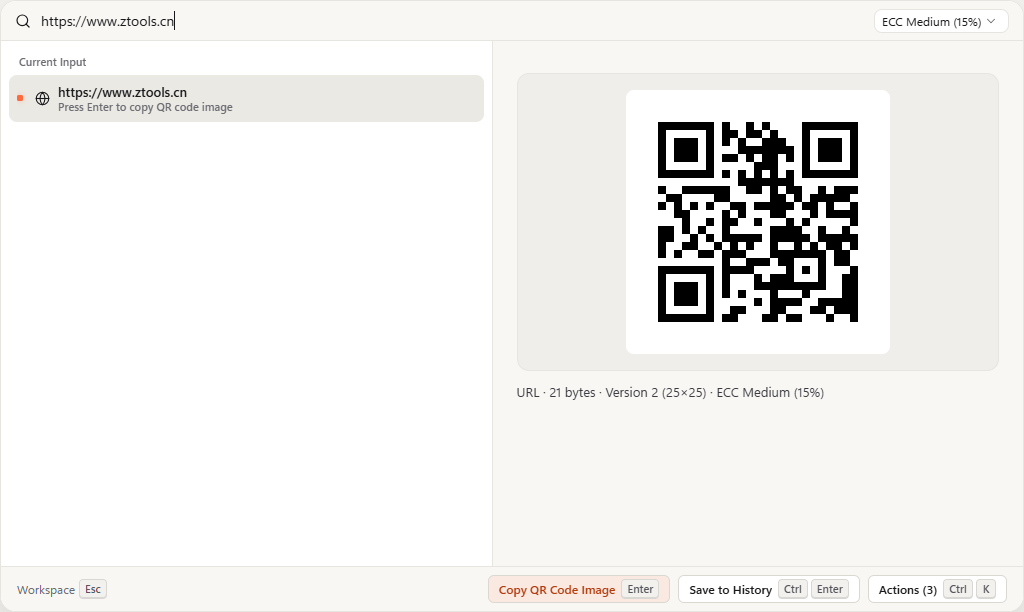 https://www.ztools.cn
ECC Medium (15%)
Current Input
https://www.ztools.cn
Press Enter to copy QR code image
URL · 21 bytes · Version 2 (25×25) · ECC Medium (15%)
Workspace Esc
Copy QR Code Image Enter
Save to History Ctrl Enter
Actions (3) Ctrl K